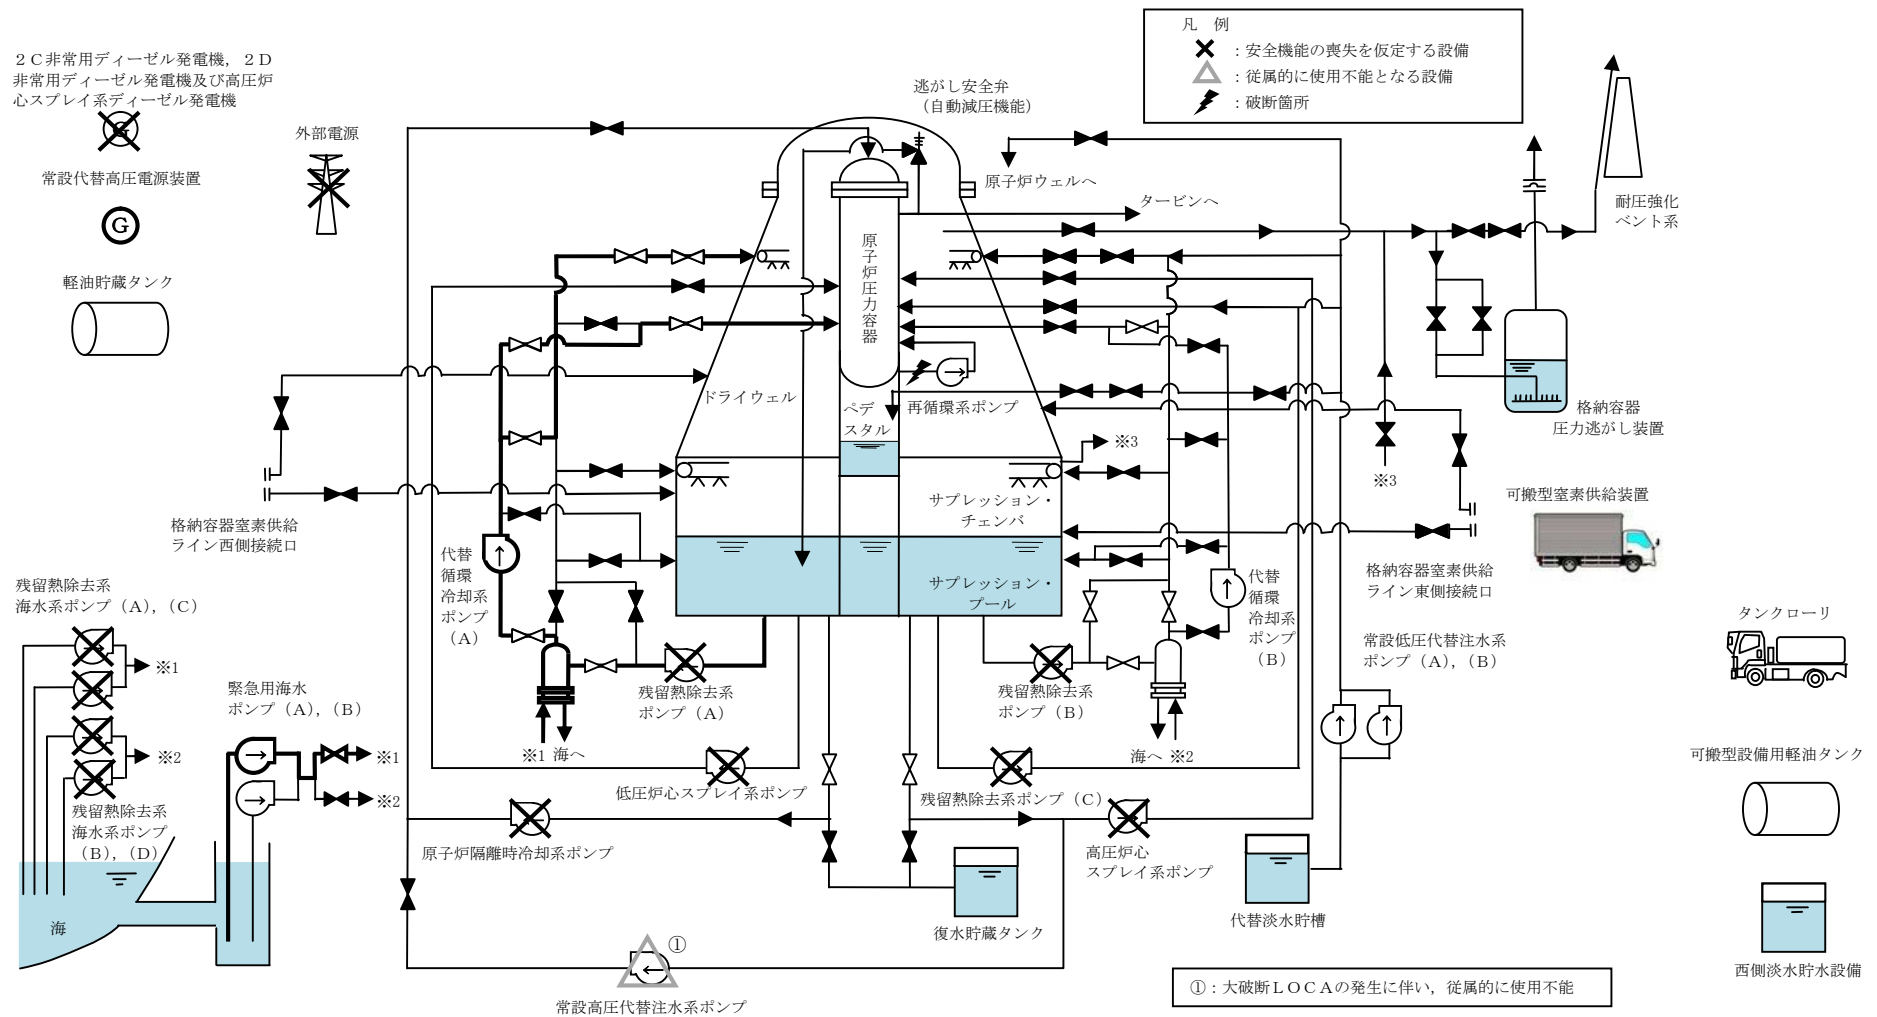 凡　例
：安全機能の喪失を仮定する設備
：従属的に使用不能となる設備
：破断箇所
２Ｃ非常用ディーゼル発電機，２Ｄ
非常用ディーゼル発電機及び高圧炉
心スプレイ系ディーゼル発電機
G
外部電源
常設代替高圧電源装置
G
軽油貯蔵タンク
逃がし安全弁
（自動減圧機能）
原子炉ウェルへ
タービンへ
耐圧強化
ベント系
原子炉圧力容器
ドライウェル
ペデ
スタル
再循環系ポンプ
※3
※3
格納容器
圧力逃がし装置
サプレッション・
チェンバ
サプレッション・
プール
格納容器窒素供給
ライン西側接続口
可搬型窒素供給装置
格納容器窒素供給
ライン東側接続口
代替
循環
冷却系
ポンプ
（A）
代替
循環
冷却系
ポンプ
（B）
残留熱除去系
海水系ポンプ（A），（C）
※1
※2
残留熱除去系
海水系ポンプ
（B），（D）
海
緊急用海水
ポンプ（A），（B）
※1
※2
残留熱除去系
ポンプ（A）
※1 海へ
残留熱除去系
ポンプ（B）
海へ ※2
常設低圧代替注水系
ポンプ（A），（B）
タンクローリ
可搬型設備用軽油タンク
低圧炉心スプレイ系ポンプ
残留熱除去系ポンプ（C）
原子炉隔離時冷却系ポンプ
高圧炉心
スプレイ系ポンプ
代替淡水貯槽
復水貯蔵タンク
西側淡水貯水設備
①
常設高圧代替注水系ポンプ
①：大破断ＬＯＣＡの発生に伴い，従属的に使用不能